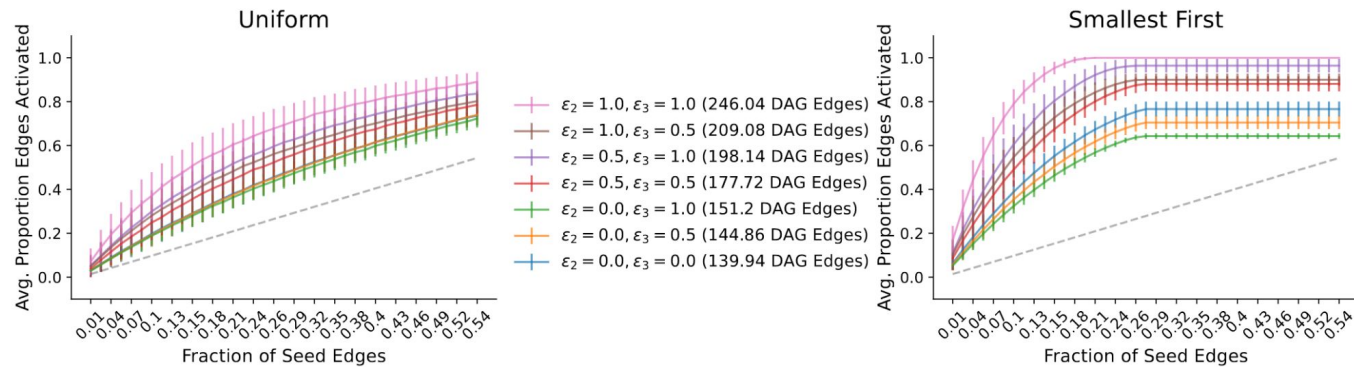 Uniform
Avg. Proportion Edges Activated
1.0
0.8
0.6
0.4
0.2
0.0
0.01 0.04 0.07 0.1 0.13 0.15 0.18 0.21 0.24 0.26 0.29 0.32 0.35 0.38 0.4 0.43 0.46 0.49 0.52 0.54
Fraction of Seed Edges
ε₂ = 1.0, ε₃ = 1.0 (246.04 DAG Edges)
ε₂ = 1.0, ε₃ = 0.5 (209.08 DAG Edges)
ε₂ = 0.5, ε₃ = 1.0 (198.14 DAG Edges)
ε₂ = 0.5, ε₃ = 0.5 (177.72 DAG Edges)
ε₂ = 0.0, ε₃ = 1.0 (151.2 DAG Edges)
ε₂ = 0.0, ε₃ = 0.5 (144.86 DAG Edges)
ε₂ = 0.0, ε₃ = 0.0 (139.94 DAG Edges)
Smallest First
Avg. Proportion Edges Activated
1.0
0.8
0.6
0.4
0.2
0.0
0.01 0.04 0.07 0.1 0.13 0.15 0.18 0.21 0.24 0.26 0.29 0.32 0.35 0.38 0.4 0.43 0.46 0.49 0.52 0.54
Fraction of Seed Edges